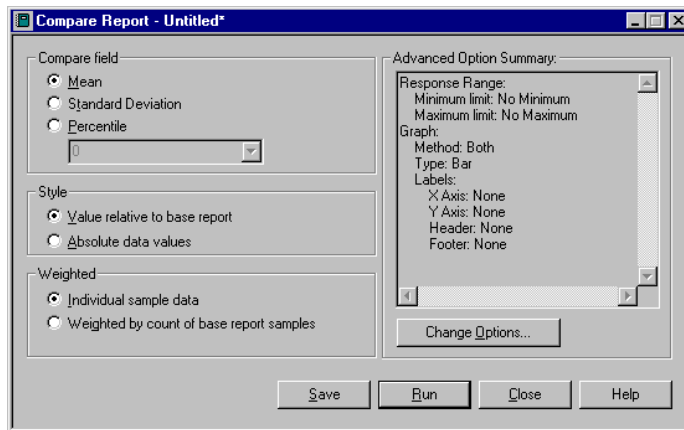 Compare Report - Untitled*
Compare field
Mean
Standard Deviation
Percentile
0
Style
Value relative to base report
Absolute data values
Weighted
Individual sample data
Weighted by count of base report samples
Advanced Option Summary:
Response Range:
Minimum limit: No Minimum
Maximum limit: No Maximum
Graph:
Method: Both
Type: Bar
Labels:
X Axis: None
Y Axis: None
Header: None
Footer: None
Change Options...
Save
Run
Close
Help